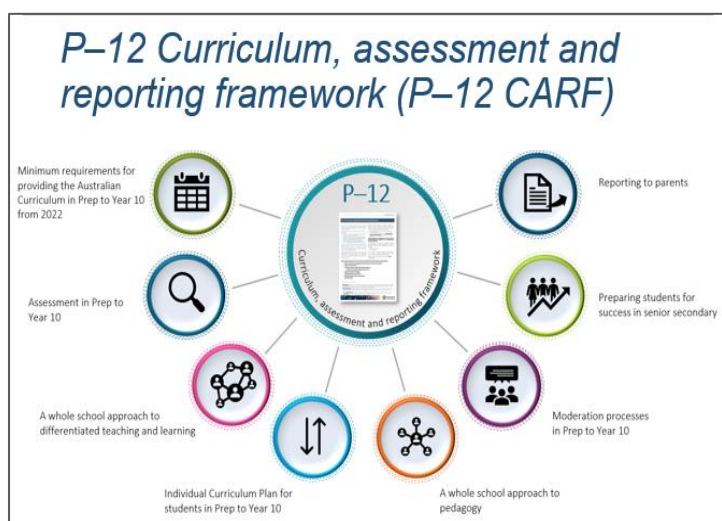 P–12 Curriculum, assessment and
reporting framework (P–12 CARF)
Minimum requirements for
providing the Australian
Curriculum in Prep to Year 10
from 2022
P–12
Curriculum, assessment and reporting framework
Reporting to parents
Assessment in Prep to
Year 10
Preparing students for
success in senior secondary
A whole school approach to
differentiated teaching and learning
Moderation processes
in Prep to Year 10
Individual Curriculum Plan for
students in Prep to Year 10
A whole school approach to
pedagogy